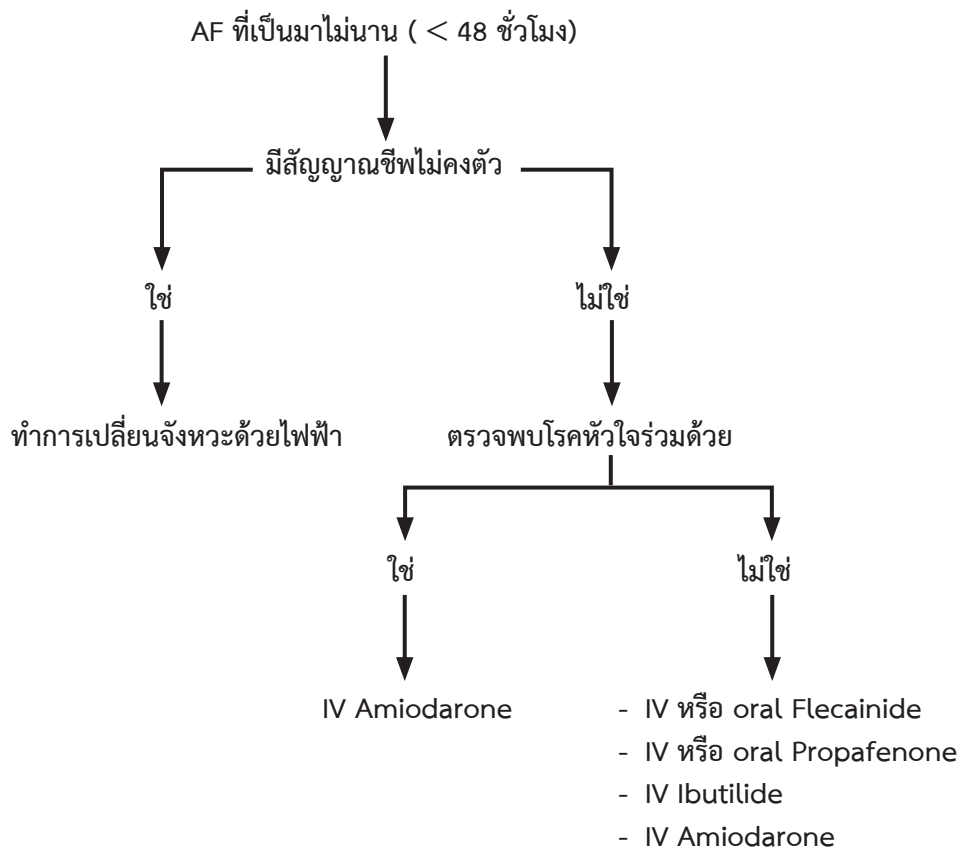 AF ที่เป็นมาไม่นาน ( < 48 ชั่วโมง)
มีสัญญาณชีพไม่คงตัว
ใช่
ไม่ใช่
ทำการเปลี่ยนจังหวะด้วยไฟฟ้า
ตรวจพบโรคหัวใจร่วมด้วย
ใช่
ไม่ใช่
IV Amiodarone
- IV หรือ oral Flecainide
- IV หรือ oral Propafenone
- IV Ibutilide
- IV Amiodarone